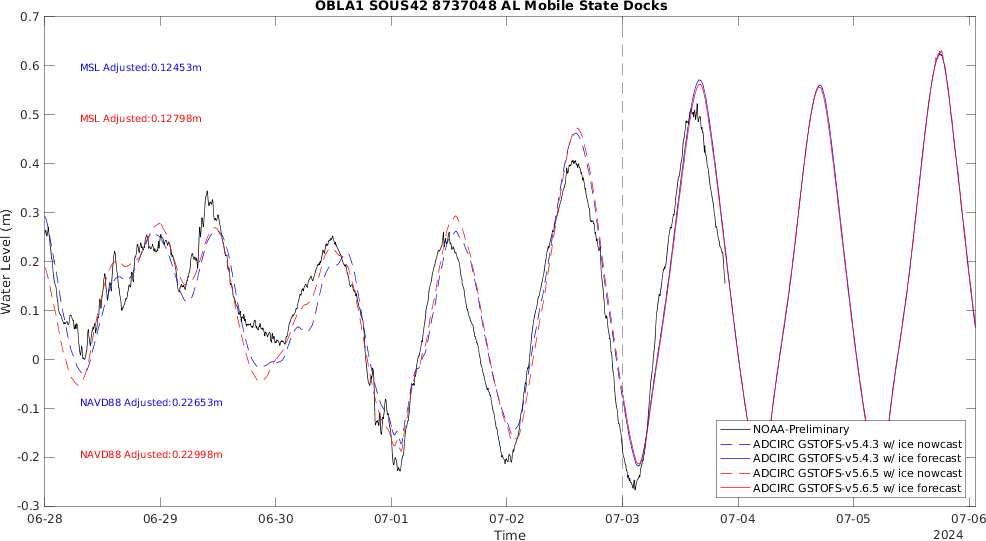 OBLA1 SOUS42 8737048 AL Mobile State Docks
0.7
0.6
0.5
0.4
0.3
0.2
0.1
0
-0.1
-0.2
-0.3
Water Level (m)
MSL Adjusted:0.12453m
MSL Adjusted:0.12798m
NAVD88 Adjusted:0.22653m
NAVD88 Adjusted:0.22998m
NOAA-Preliminary
ADCIRC GSTOFS-v5.4.3 w/ ice nowcast
ADCIRC GSTOFS-v5.4.3 w/ ice forecast
ADCIRC GSTOFS-v5.6.5 w/ ice nowcast
ADCIRC GSTOFS-v5.6.5 w/ ice forecast
06-28 06-29 06-30 07-01 07-02 07-03 07-04 07-05 07-06
Time
2024